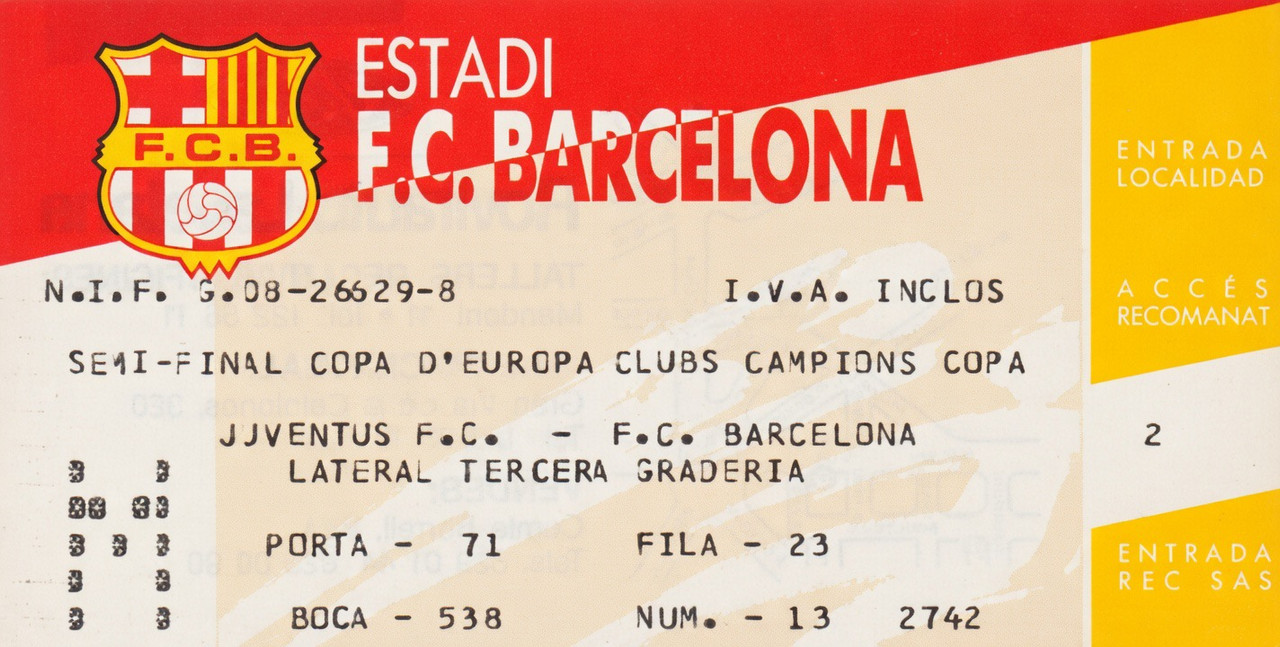 ESTADI
F.C. BARCELONA
F.C.B.
N.I.F. G.08-26629-8 I.V.A. INCLOS
SEMI-FINAL COPA D'EUROPA CLUBS CAMPIONS COPA
JJVENTUS F.C. - F.C. BARCELONA
LATERAL TERCERA GRADERIA
PORTA - 71 FILA - 23
BOCA - 538 NUM. - 13 2742
ENTRADA
LOCALIDAD
ACCÉS
RECOMANAT
2
ENTRADA
REC SAS